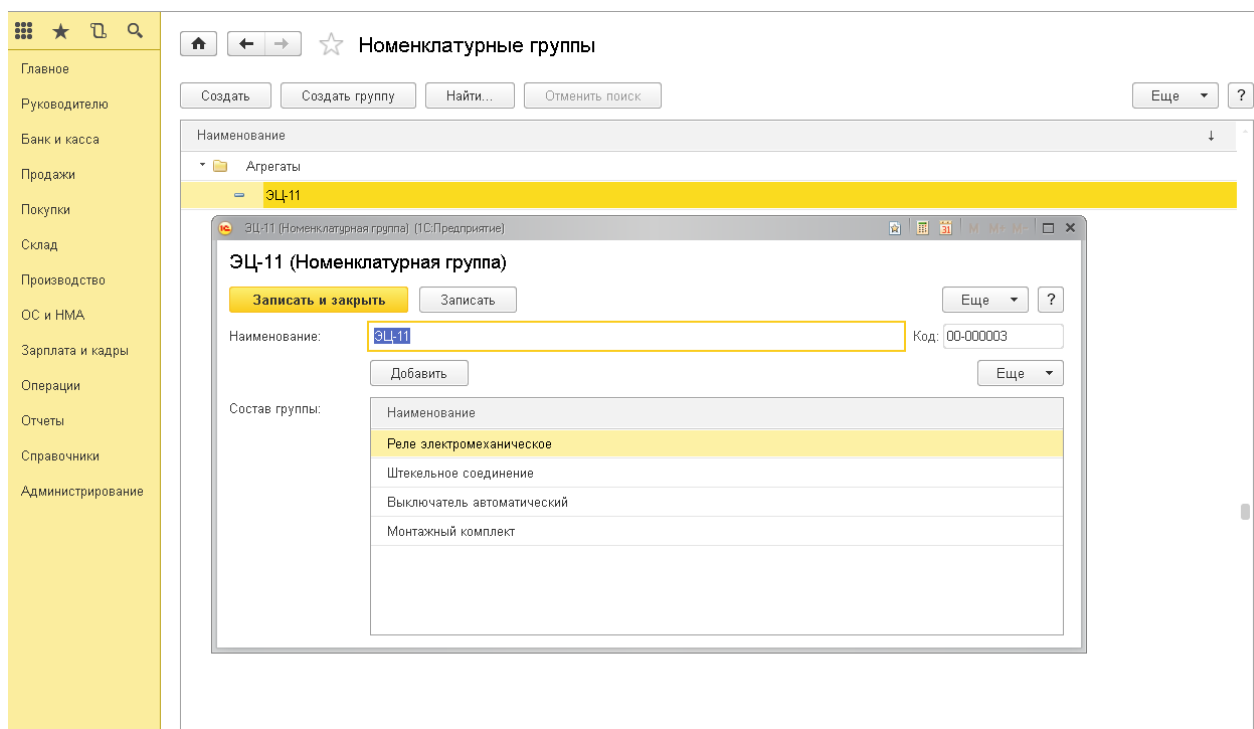 Номенклатурные группы
Главное
Руководителю
Банк и касса
Продажи
Покупки
Склад
Производство
ОС и НМА
Зарплата и кадры
Операции
Отчеты
Справочники
Администрирование
Создать Создать группу Найти... Отменить поиск Еще ?
Наименование ↓
Агрегаты
ЭЦ-11
1С ЭЦ-11 (Номенклатурная группа) (1С:Предприятие) 31 M M+ M-
ЭЦ-11 (Номенклатурная группа)
Записать и закрыть Записать Еще ?
Наименование: ЭЦ-11 Код: 00-000003
Добавить Еще
Состав группы: Наименование
Реле электромеханическое
Штекельное соединение
Выключатель автоматический
Монтажный комплект